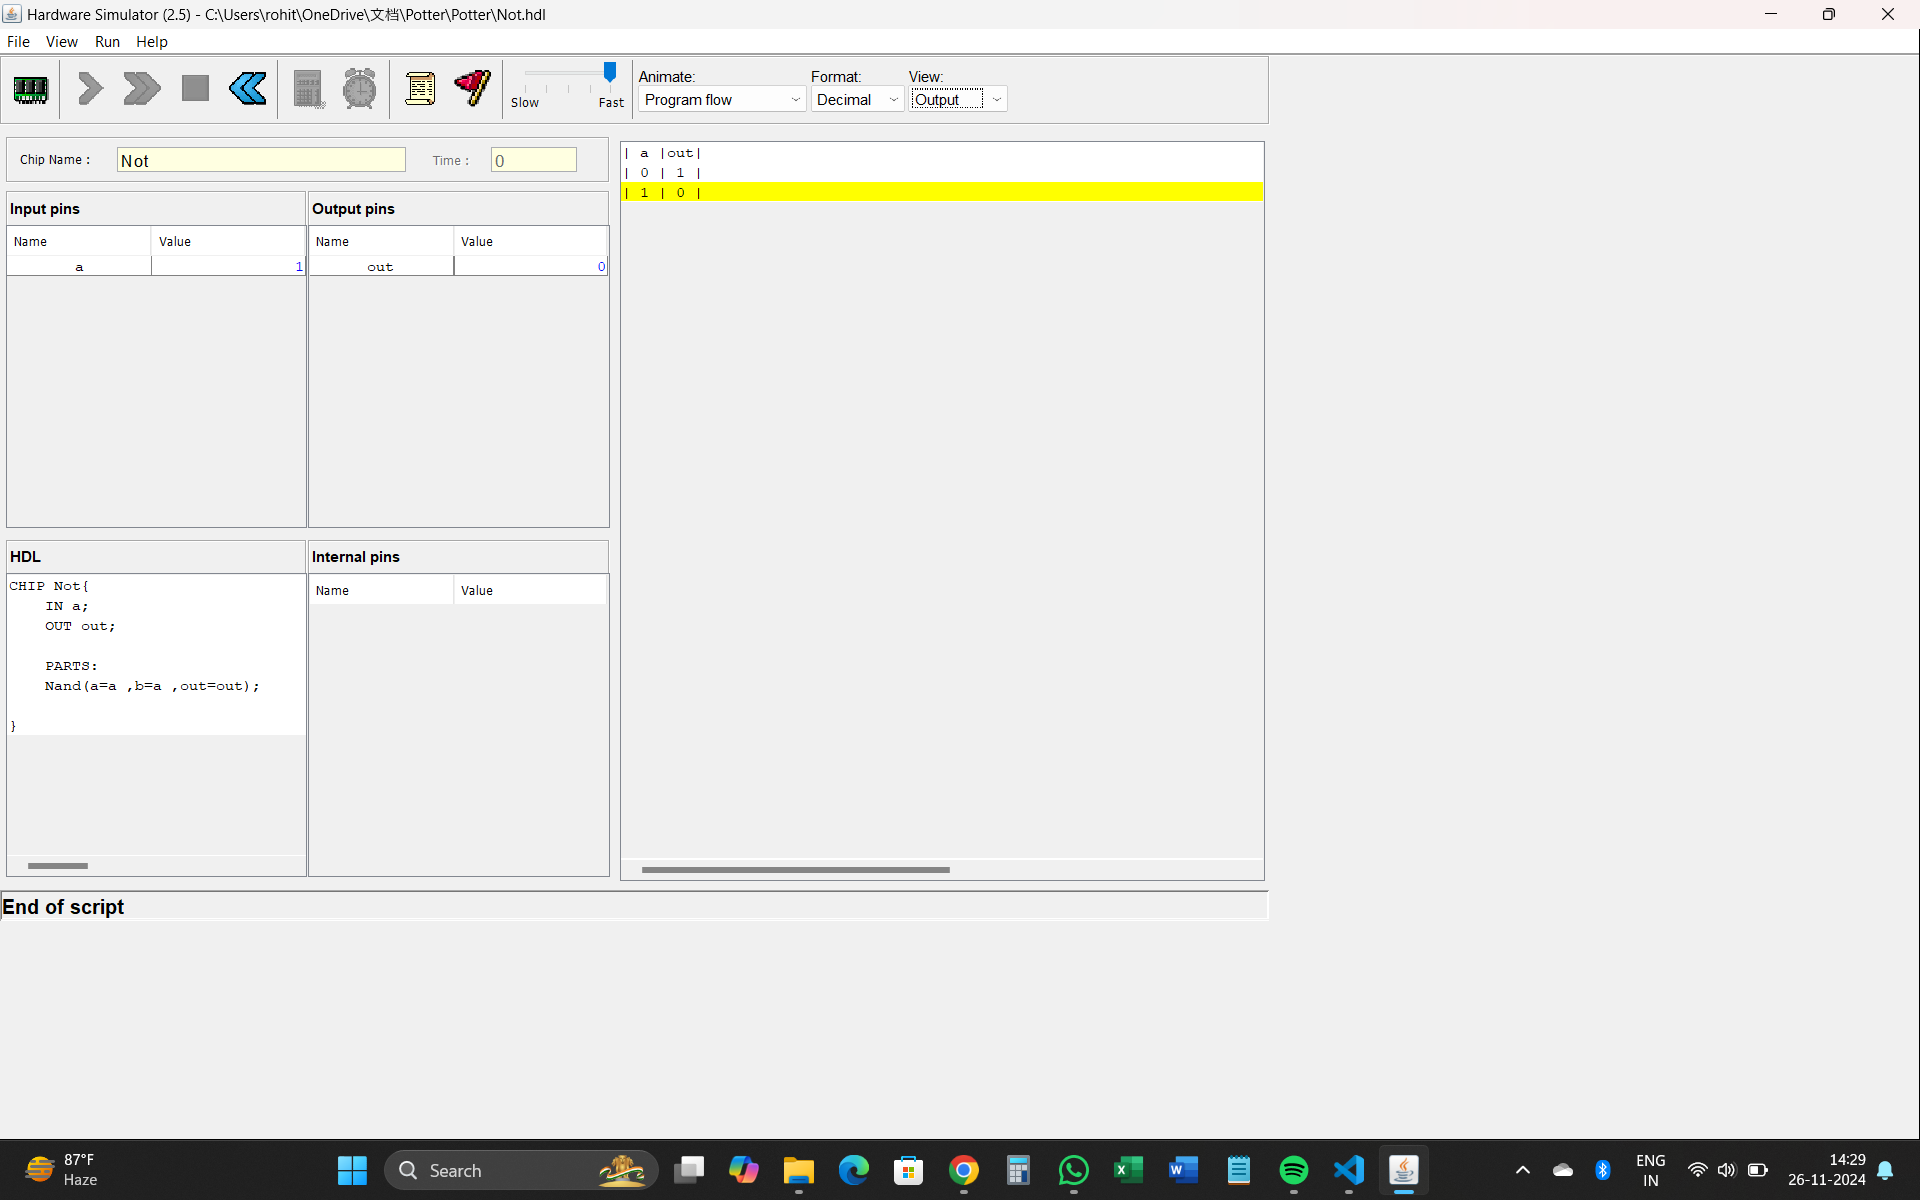 Hardware Simulator (2.5) - C:\Users\rohit\OneDrive\文档\Potter\Potter\Not.hdl
File View Run Help
Slow Fast
Animate: Format: View:
Program flow Decimal Output
Chip Name : Not Time : 0
Input pins Output pins
Name Value Name Value
a 1 out 0
| a |out|
| 0 | 1 |
| 1 | 0 |
HDL
CHIP Not{
IN a;
OUT out;
PARTS:
Nand(a=a ,b=a ,out=out);
}
Internal pins
Name Value
End of script
87°F
Haze
Search
ENG
IN
14:29
26-11-2024